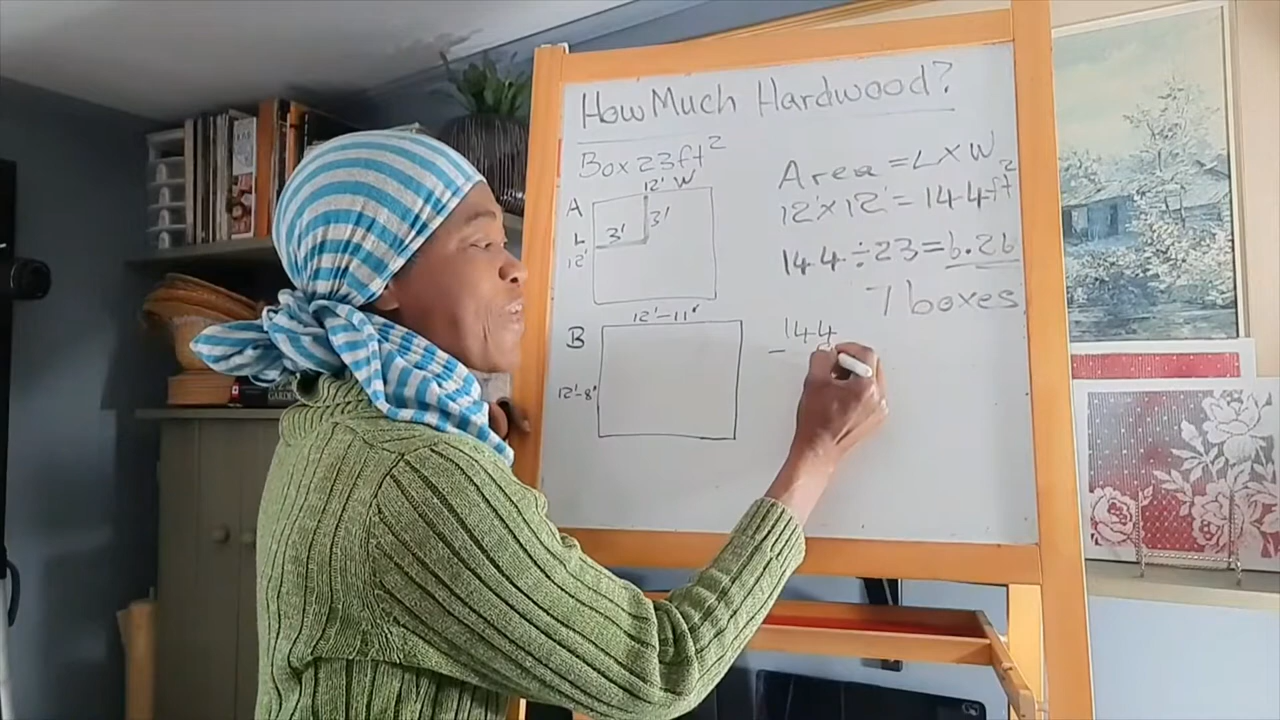 How Much Hardwood?
Box 23ft²
12' W
A
3'
3'
L
12'
12'-11"
B
12'-8"
Area = L x W
12' x 12' = 144ft²
144 ÷ 23 = 6.26
7 boxes
144
-